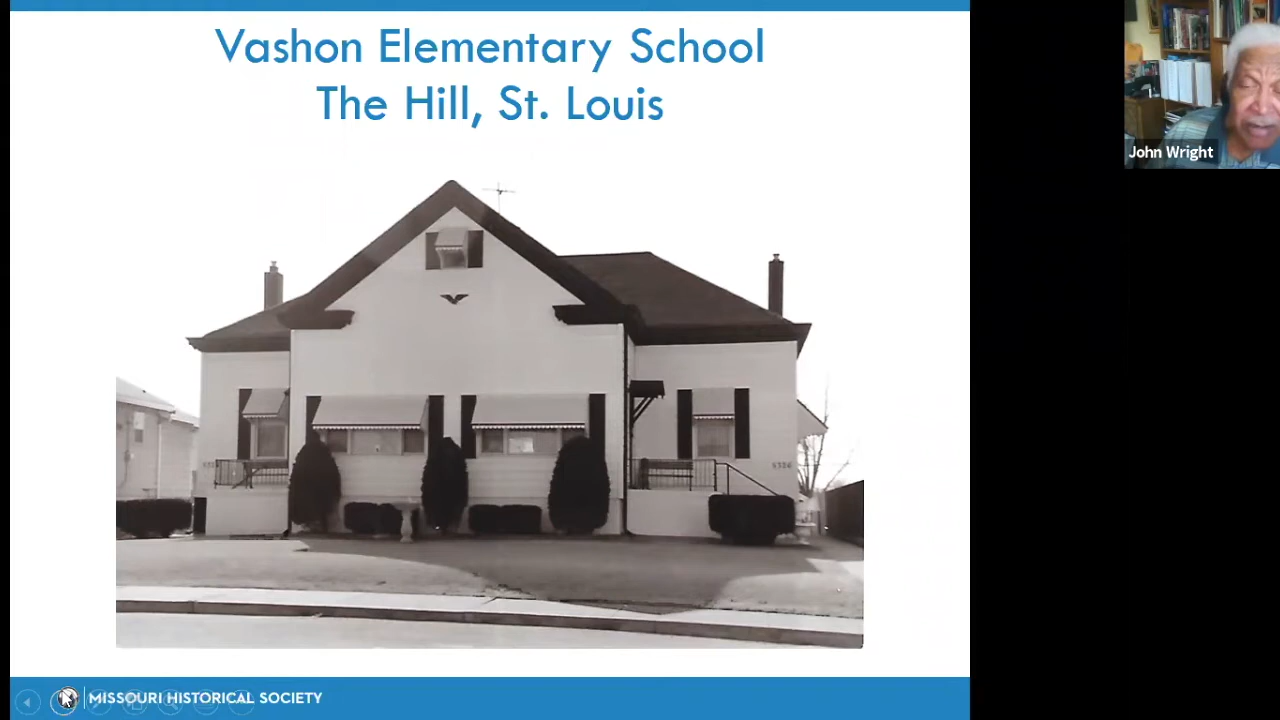 Vashon Elementary School
The Hill, St. Louis
John Wright
MISSOURI HISTORICAL SOCIETY